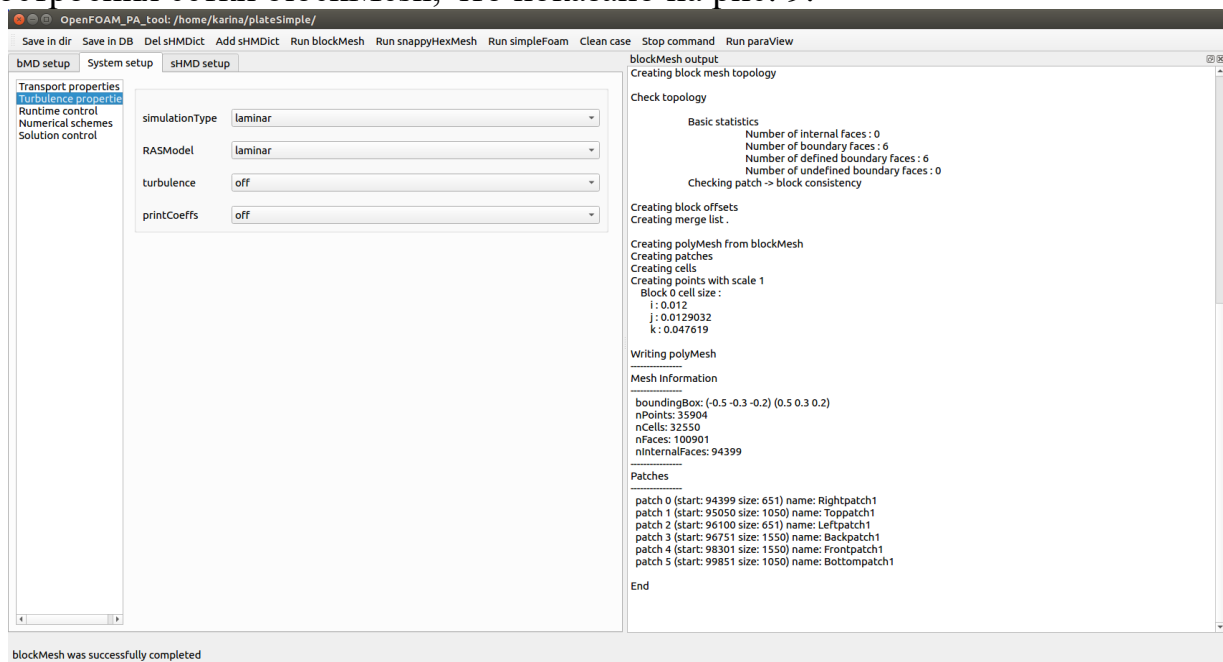 OpenFOAM_PA_tool: /home/karina/plateSimple/
Save in dir Save in DB Del sHMDict Add sHMDict Run blockMesh Run snappyHexMesh Run simpleFoam Clean case Stop command Run paraView
bMD setup System setup sHMD setup
Transport properties
Turbulence propertie
Runtime control
Numerical schemes
Solution control
simulationType laminar
RASModel laminar
turbulence off
printCoeffs off
blockMesh output
Creating block mesh topology
Check topology
Basic statistics
Number of internal faces : 0
Number of boundary faces : 6
Number of defined boundary faces : 6
Number of undefined boundary faces : 0
Checking patch -> block consistency
Creating block offsets
Creating merge list .
Creating polyMesh from blockMesh
Creating patches
Creating cells
Creating points with scale 1
Block 0 cell size :
i : 0.012
j : 0.0129032
k : 0.047619
Writing polyMesh
----------------
Mesh Information
----------------
boundingBox: (-0.5 -0.3 -0.2) (0.5 0.3 0.2)
nPoints: 35904
nCells: 32550
nFaces: 100901
nInternalFaces: 94399
----------------
Patches
----------------
patch 0 (start: 94399 size: 651) name: Rightpatch1
patch 1 (start: 95050 size: 1050) name: Toppatch1
patch 2 (start: 96100 size: 651) name: Leftpatch1
patch 3 (start: 96751 size: 1550) name: Backpatch1
patch 4 (start: 98301 size: 1550) name: Frontpatch1
patch 5 (start: 99851 size: 1050) name: Bottompatch1
End
blockMesh was successfully completed